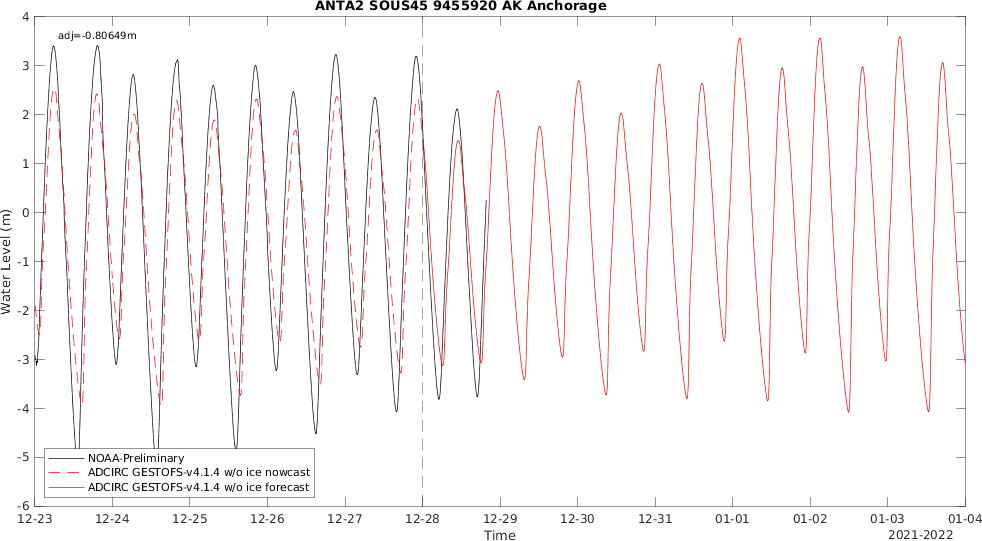 ANTA2 SOUS45 9455920 AK Anchorage
adj=-0.80649m
4
3
2
1
0
-1
-2
-3
-4
-5
-6
Water Level (m)
NOAA-Preliminary
ADCIRC GESTOFS-v4.1.4 w/o ice nowcast
ADCIRC GESTOFS-v4.1.4 w/o ice forecast
12-23 12-24 12-25 12-26 12-27 12-28 12-29 12-30 12-31 01-01 01-02 01-03 01-04
Time
2021-2022